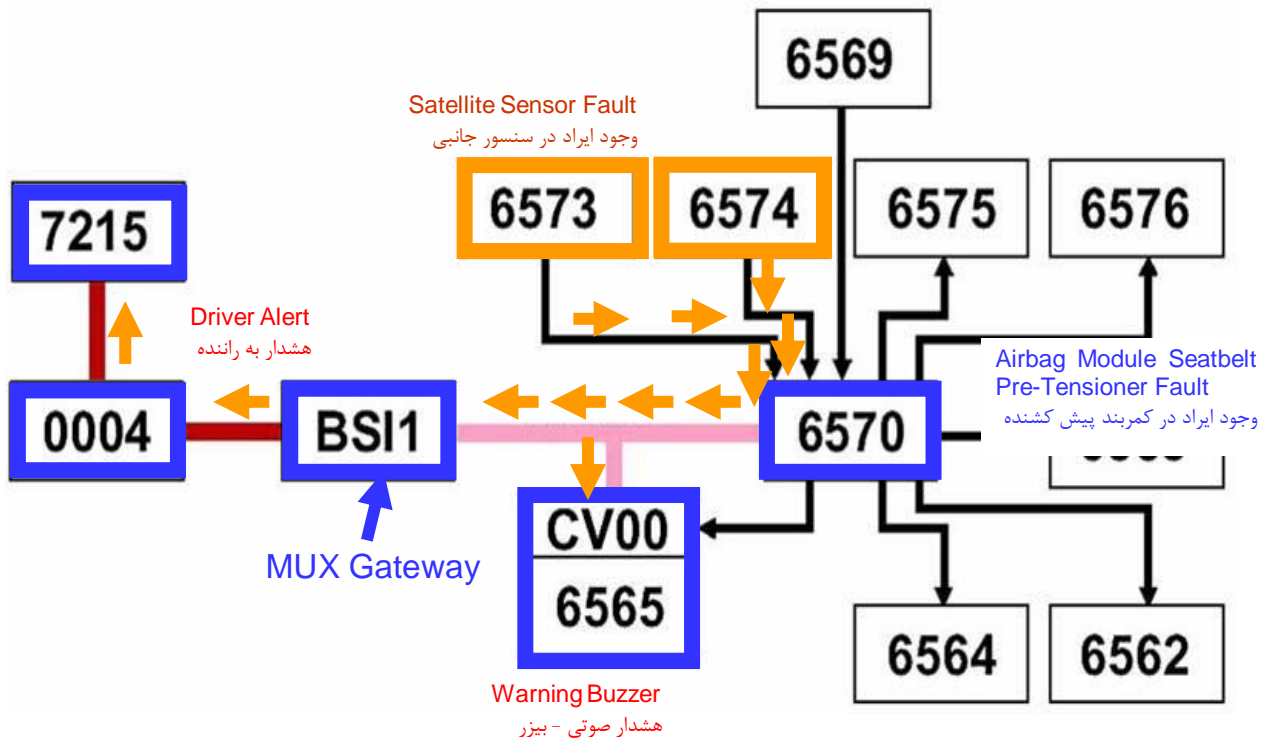 6569
Satellite Sensor Fault
وجود ایراد در سنسور جانبی
6573
6574
6575
6576
7215
Driver Alert
هشدار به راننده
Airbag Module Seatbelt
Pre-Tensioner Fault
وجود ایراد در کمربند پیش کشنده
0004
BSI1
6570
CV00
MUX Gateway
6565
6564
6562
Warning Buzzer
هشدار صوتی - بیزر